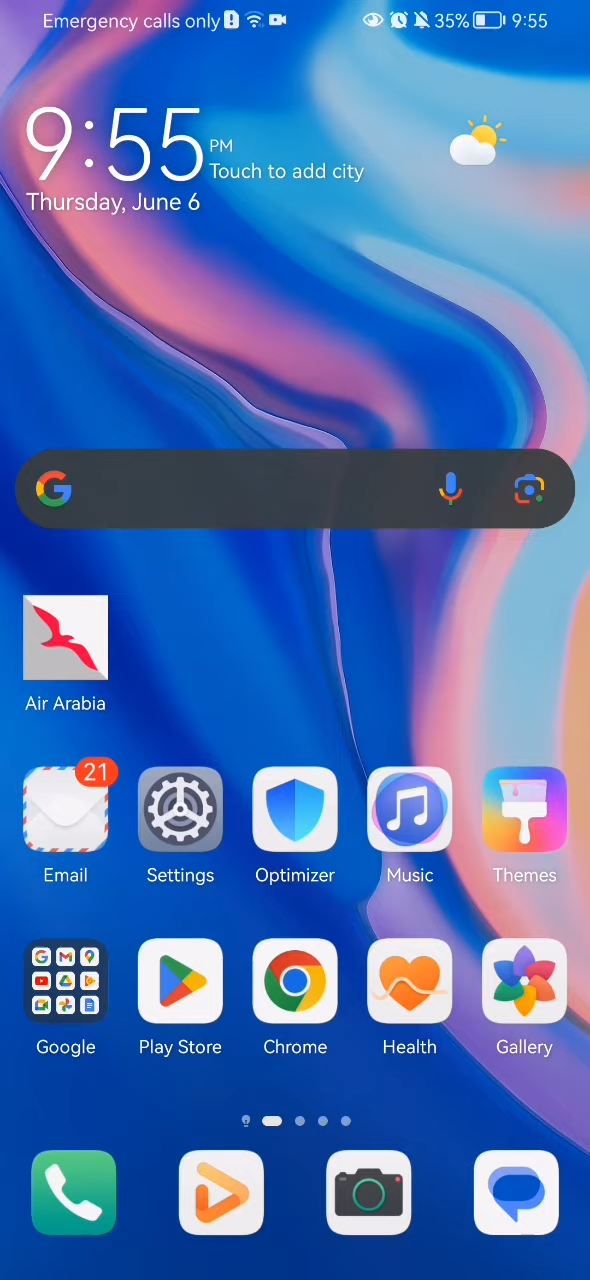 Emergency calls only 35% 9:55
9:55 PM
Touch to add city
Thursday, June 6
Air Arabia
21
Email Settings Optimizer Music Themes
Google Play Store Chrome Health Gallery